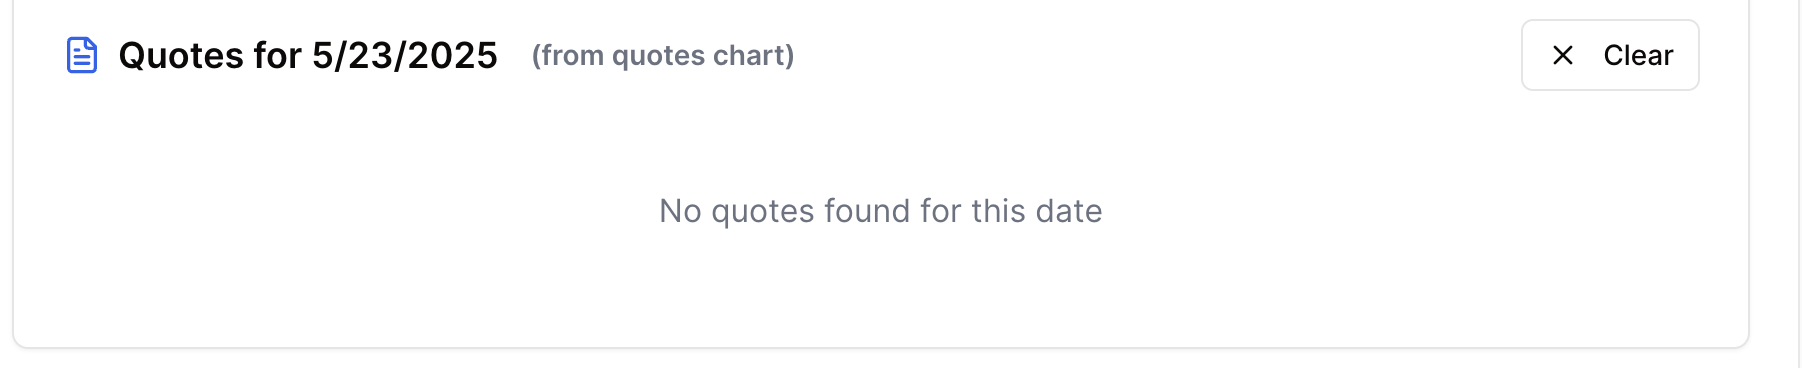 Quotes for 5/23/2025 (from quotes chart)
Clear
No quotes found for this date